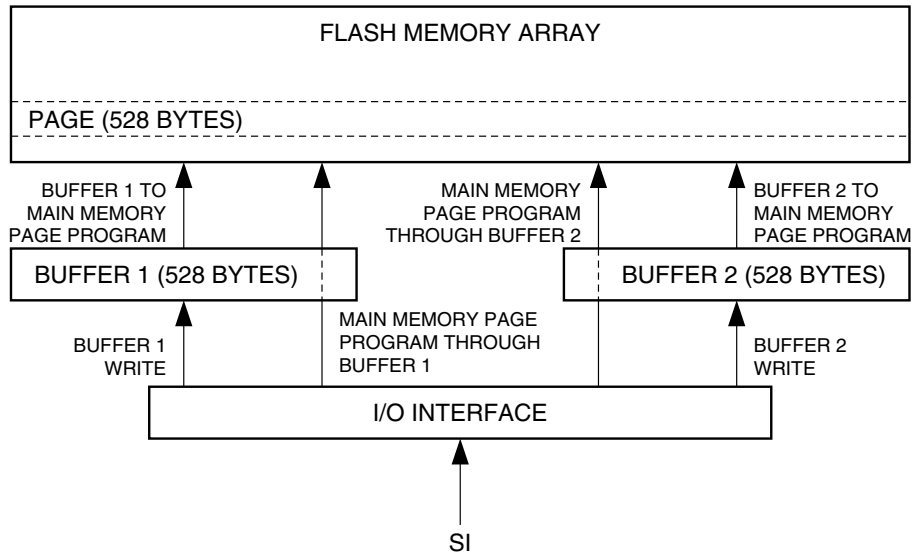 FLASH MEMORY ARRAY
PAGE (528 BYTES)
BUFFER 1 TO
MAIN MEMORY
PAGE PROGRAM
MAIN MEMORY
PAGE PROGRAM
THROUGH BUFFER 2
BUFFER 2 TO
MAIN MEMORY
PAGE PROGRAM
BUFFER 1 (528 BYTES)
BUFFER 2 (528 BYTES)
BUFFER 1
WRITE
MAIN MEMORY PAGE
PROGRAM THROUGH
BUFFER 1
BUFFER 2
WRITE
I/O INTERFACE
SI